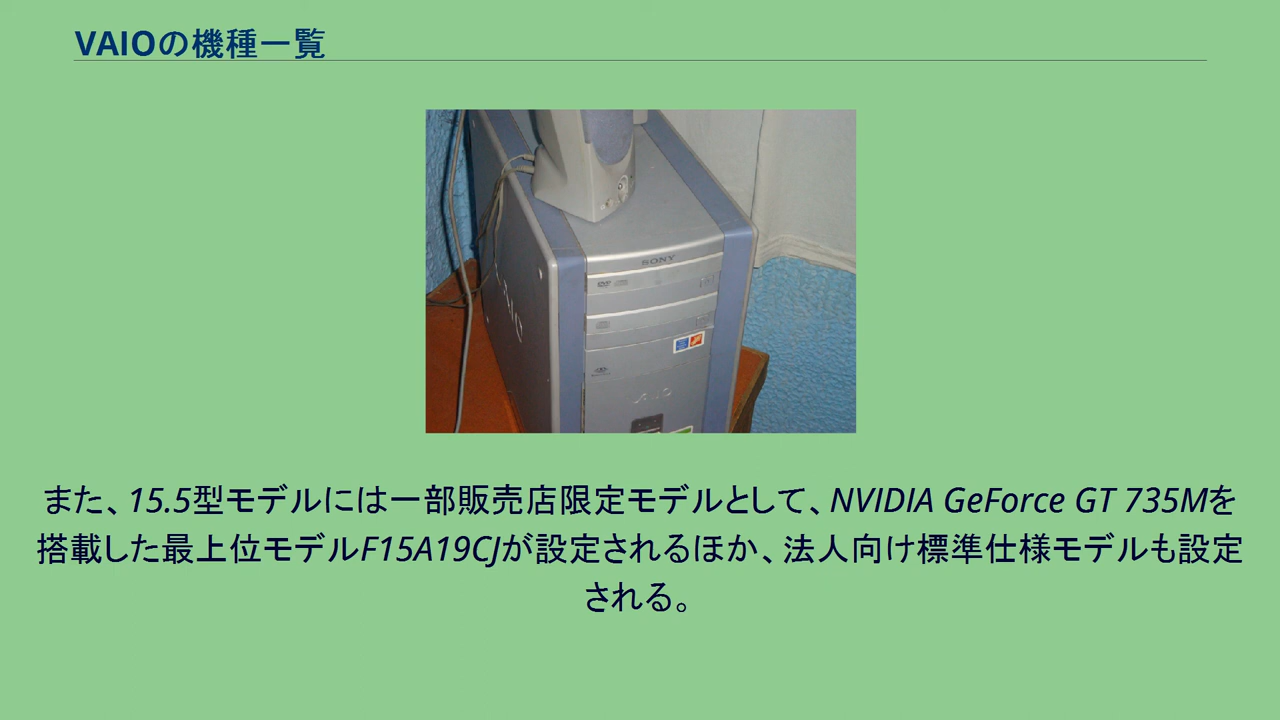 VAIOの機種一覧
SONY
VAIO
VAIO
また、15.5型モデルには一部販売店限定モデルとして、NVIDIA GeForce GT 735Mを
搭載した最上位モデルF15A19CJが設定されるほか、法人向け標準仕様モデルも設定
される。